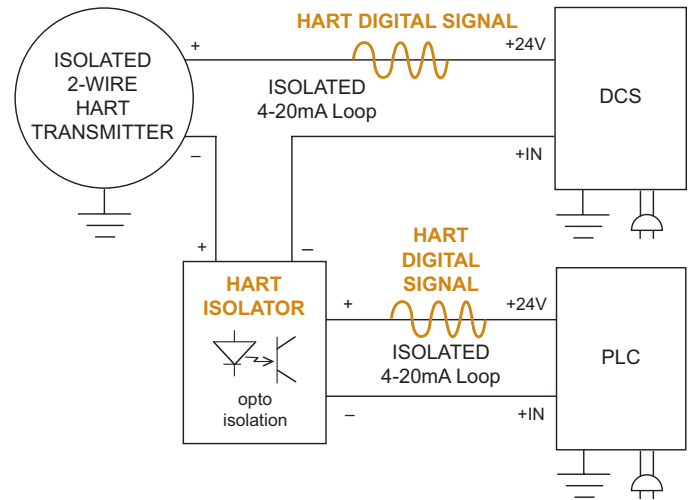 HART DIGITAL SIGNAL
+
+24V
ISOLATED
2-WIRE
HART
TRANSMITTER
ISOLATED
4-20mA Loop
DCS
–
+IN
+
–
HART
DIGITAL
SIGNAL
HART
ISOLATOR
+
+24V
ISOLATED
4-20mA Loop
PLC
opto
isolation
–
+IN